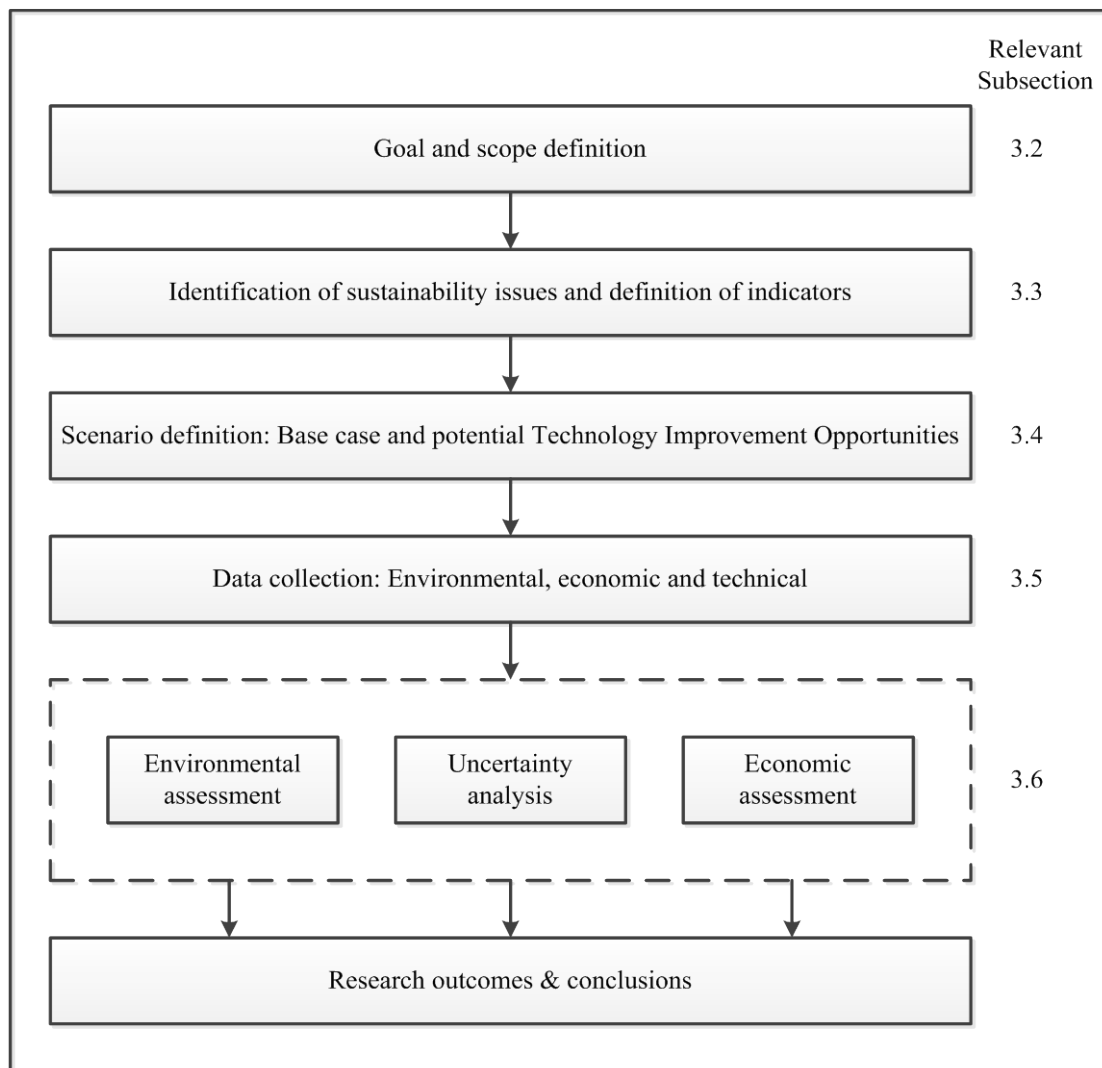 Relevant
Subsection
Goal and scope definition
3.2
Identification of sustainability issues and definition of indicators
3.3
Scenario definition: Base case and potential Technology Improvement Opportunities
3.4
Data collection: Environmental, economic and technical
3.5
Environmental
assessment
Uncertainty
analysis
Economic
assessment
3.6
Research outcomes & conclusions